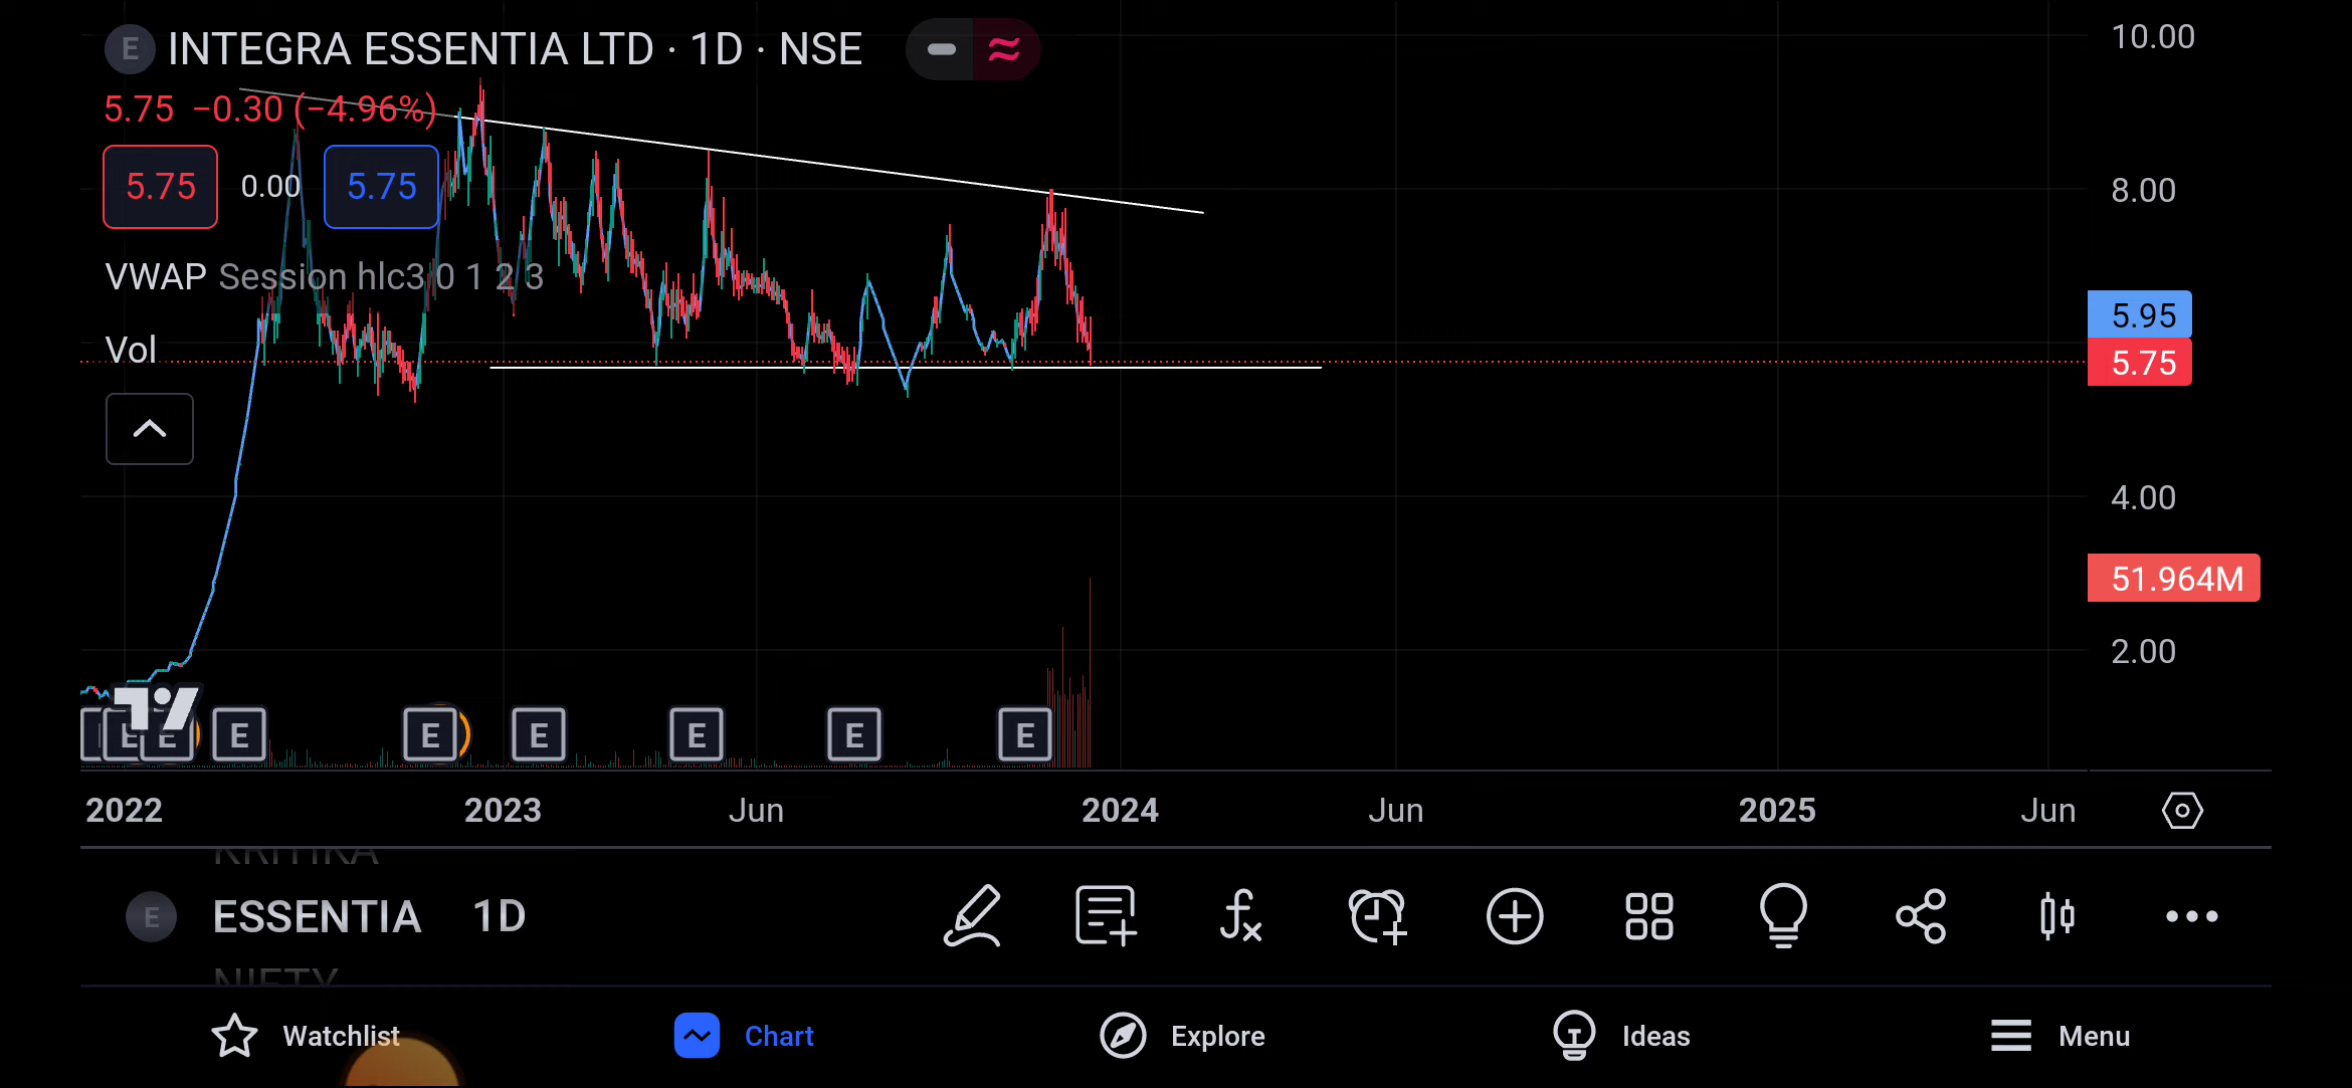 E INTEGRA ESSENTIA LTD · 1D · NSE
10.00
5.75 −0.30 (−4.96%)
5.75 0.00 5.75
8.00
VWAP Session hlc3 0 1 2 3
5.95
Vol
5.75
4.00
51.964M
2.00
E E E E E E E E
2022 2023 Jun 2024 Jun 2025 Jun
KRITIKA
E ESSENTIA 1D
NIFTY
Watchlist Chart Explore Ideas Menu